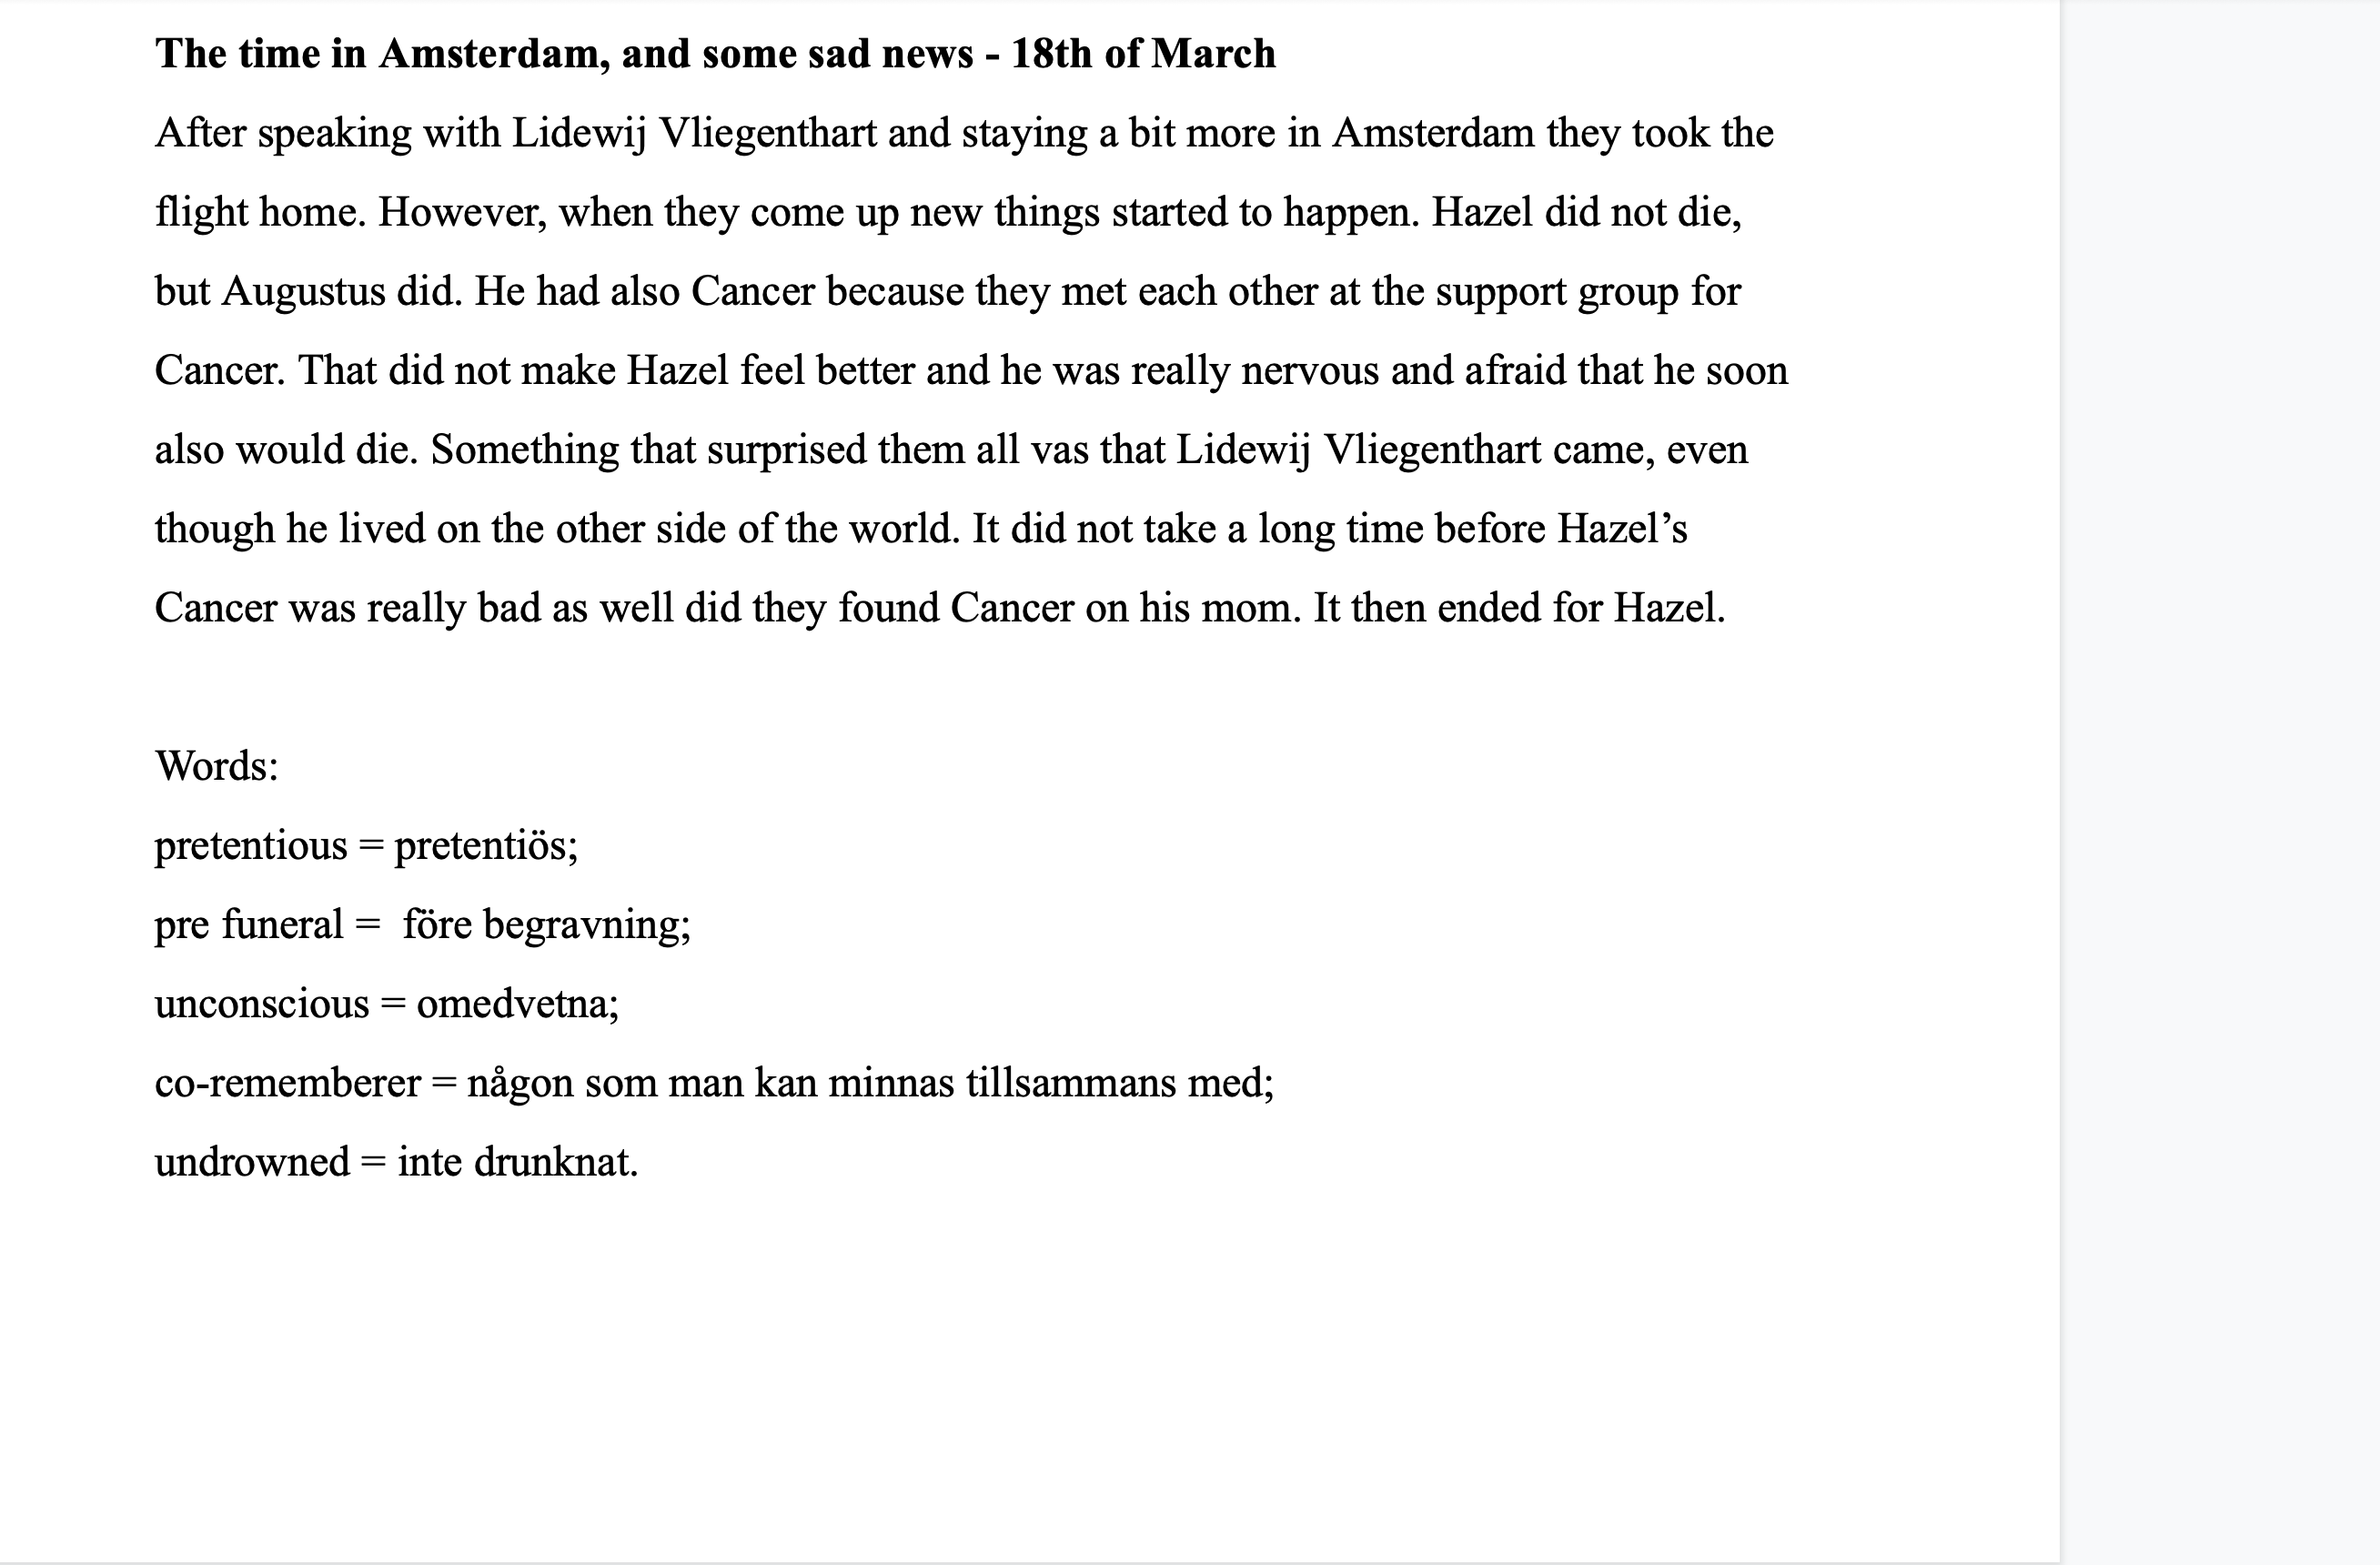 The time in Amsterdam, and some sad news - 18th of March
After speaking with Lidewij Vliegenthart and staying a bit more in Amsterdam they took the
flight home. However, when they come up new things started to happen. Hazel did not die,
but Augustus did. He had also Cancer because they met each other at the support group for
Cancer. That did not make Hazel feel better and he was really nervous and afraid that he soon
also would die. Something that surprised them all vas that Lidewij Vliegenthart came, even
though he lived on the other side of the world. It did not take a long time before Hazel’s
Cancer was really bad as well did they found Cancer on his mom. It then ended for Hazel.
Words:
pretentious = pretentiös;
pre funeral =  före begravning;
unconscious = omedvetna;
co-rememberer = någon som man kan minnas tillsammans med;
undrowned = inte drunknat.